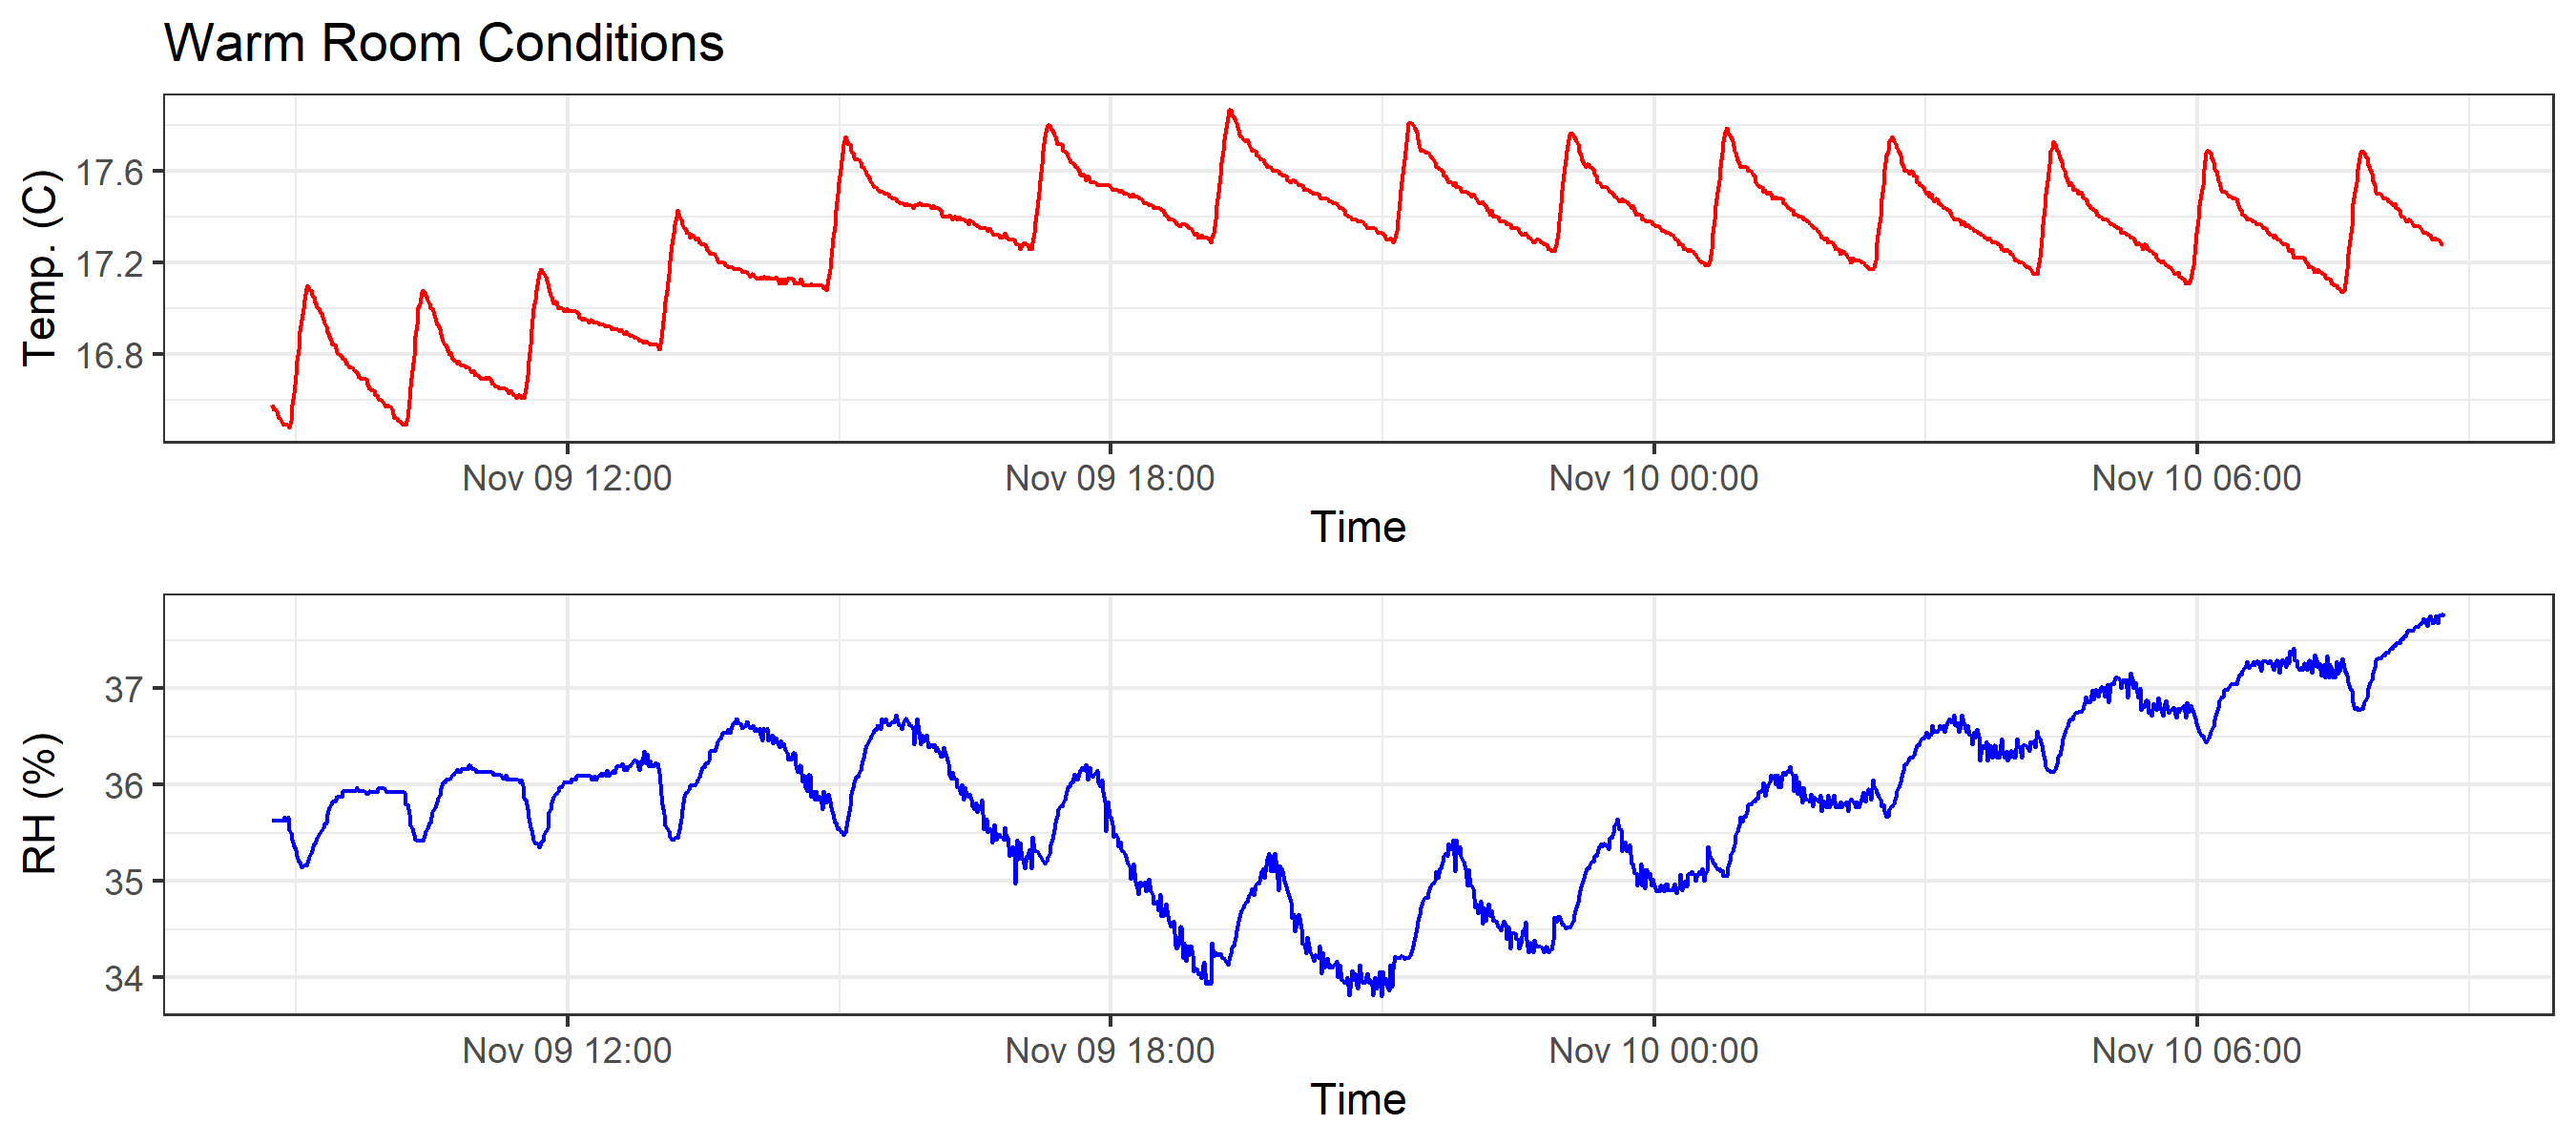 Warm Room Conditions
Temp. (C)
17.6
17.2
16.8
Nov 09 12:00 Nov 09 18:00 Nov 10 00:00 Nov 10 06:00
Time
RH (%)
37
36
35
34
Nov 09 12:00 Nov 09 18:00 Nov 10 00:00 Nov 10 06:00
Time